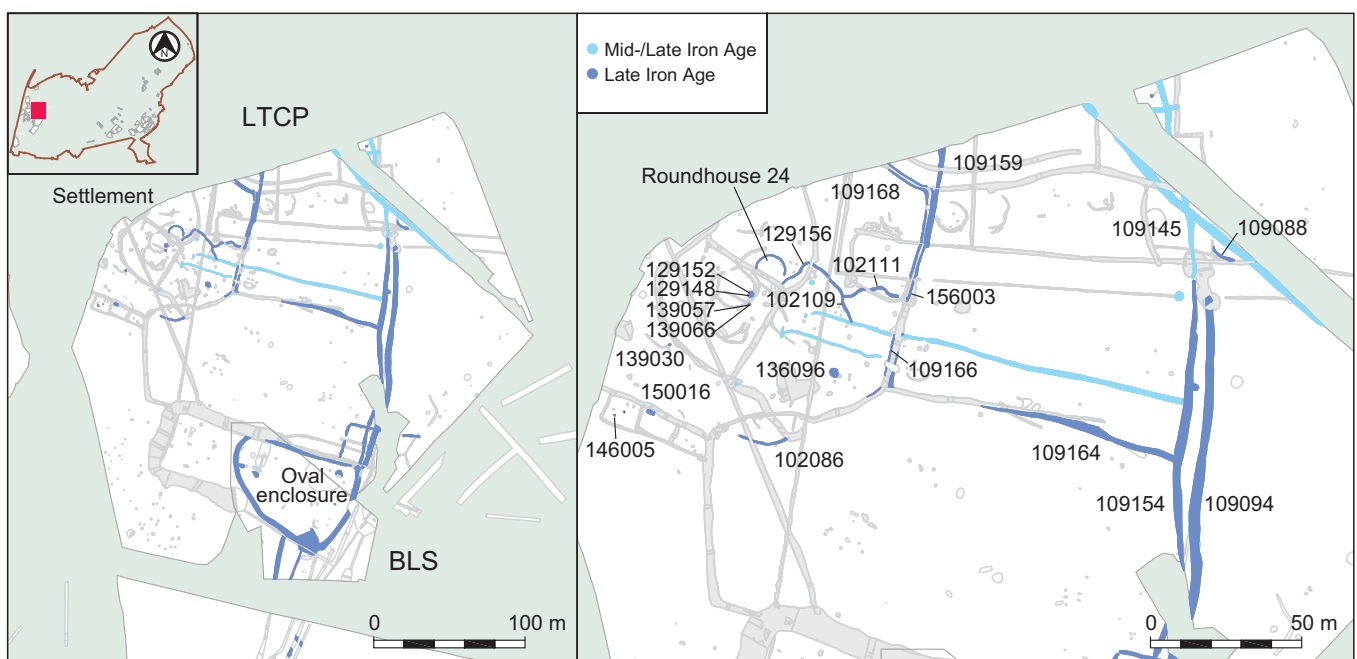 N
LTCP
Settlement
Oval
enclosure
BLS
0 100 m
Mid-/Late Iron Age
Late Iron Age
109159
Roundhouse 24
109168
129156
109145
109088
129152
102111
129148
139057
102109
156003
139066
139030
136096
109166
150016
146005
102086
109164
109154
109094
0 50 m